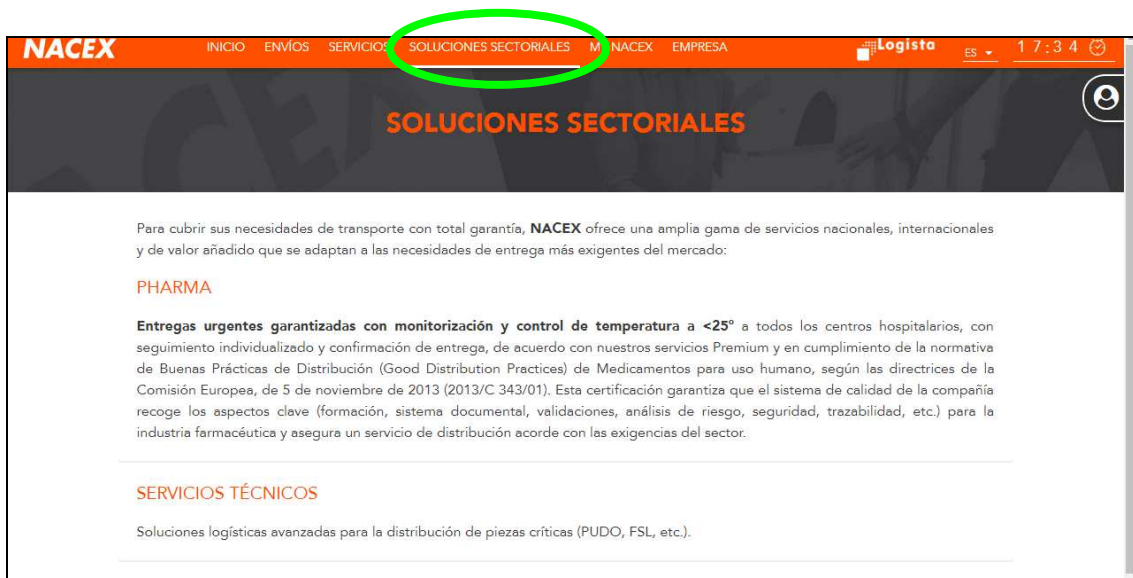 NACEX INICIO ENVÍOS SERVICIOS SOLUCIONES SECTORIALES MI NACEX EMPRESA Logista ES 17:34
SOLUCIONES SECTORIALES
Para cubrir sus necesidades de transporte con total garantía, NACEX ofrece una amplia gama de servicios nacionales, internacionales
y de valor añadido que se adaptan a las necesidades de entrega más exigentes del mercado:
PHARMA
Entregas urgentes garantizadas con monitorización y control de temperatura a <25º a todos los centros hospitalarios, con
seguimiento individualizado y confirmación de entrega, de acuerdo con nuestros servicios Premium y en cumplimiento de la normativa
de Buenas Prácticas de Distribución (Good Distribution Practices) de Medicamentos para uso humano, según las directrices de la
Comisión Europea, de 5 de noviembre de 2013 (2013/C 343/01). Esta certificación garantiza que el sistema de calidad de la compañía
recoge los aspectos clave (formación, sistema documental, validaciones, análisis de riesgo, seguridad, trazabilidad, etc.) para la
industria farmacéutica y asegura un servicio de distribución acorde con las exigencias del sector.
SERVICIOS TÉCNICOS
Soluciones logísticas avanzadas para la distribución de piezas críticas (PUDO, FSL, etc.).